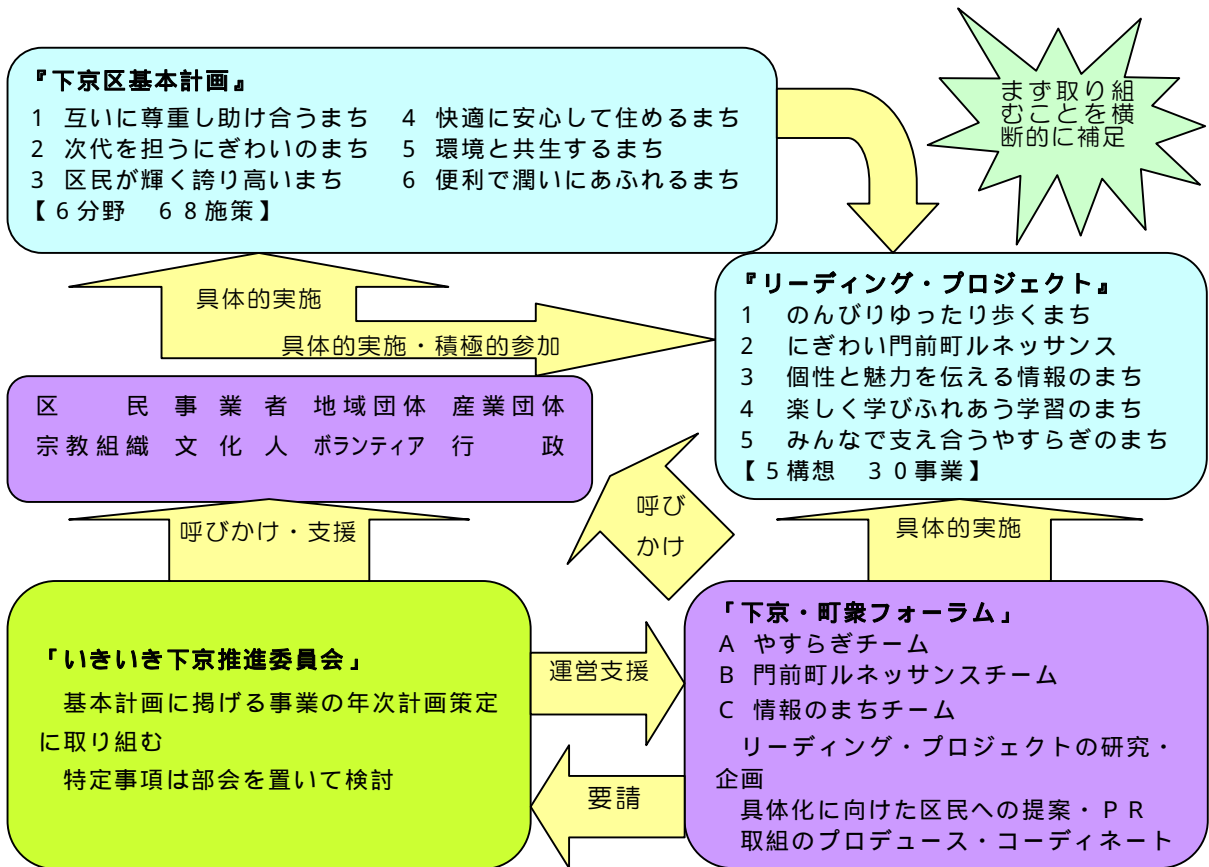 『下京区基本計画』
1 互いに尊重し助け合うまち 4 快適に安心して住めるまち
2 次代を担うにぎわいのまち 5 環境と共生するまち
3 区民が輝く誇り高いまち 6 便利で潤いにあふれるまち
【6分野 68施策】
まず取り組
むことを横
断的に補足
具体的実施
具体的実施・積極的参加
『リーディング・プロジェクト』
1 のんびりゆったり歩くまち
2 にぎわい門前町ルネッサンス
3 個性と魅力を伝える情報のまち
4 楽しく学びふれあう学習のまち
5 みんなで支え合うやすらぎのまち
【5構想 30事業】
区 民 事業者 地域団体 産業団体
宗教組織 文化人 ボランティア 行 政
呼びかけ・支援
呼び
かけ
具体的実施
「いきいき下京推進委員会」
基本計画に掲げる事業の年次計画策定
に取り組む
特定事項は部会を置いて検討
運営支援
要請
「下京・町衆フォーラム」
A やすらぎチーム
B 門前町ルネッサンスチーム
C 情報のまちチーム
リーディング・プロジェクトの研究・
企画
具体化に向けた区民への提案・PR
取組のプロデュース・コーディネート